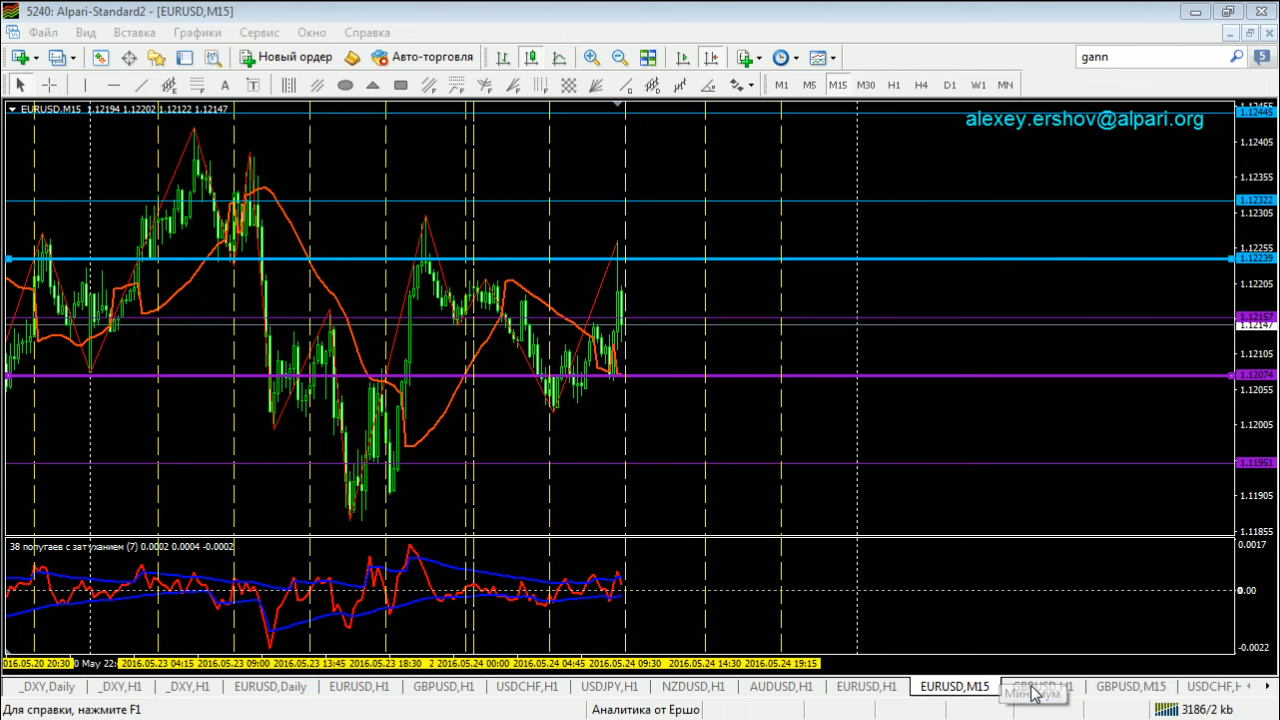 5240: Alpari-Standard2 - [EURUSD,M15]
Файл Вид Вставка Графики Сервис Окно Справка
Новый ордер Авто-торговля gann 5
A T M1 M5 M15 M30 H1 H4 D1 W1 MN
EURUSD,M15 1.12194 1.12202 1.12122 1.12147
alexey.ershov@alpari.org
1.12455
1.12445
1.12405
1.12355
1.12322
1.12305
1.12255
1.12239
1.12205
1.12157
1.12147
1.12105
1.12074
1.12055
1.12005
1.11951
1.11905
1.11855
38 попугаев с затуханием (7) 0.0002 0.0004 -0.0002
0.0017
0.00
-0.0022
2016.05.20 20:30 0 May 22: 2016.05.23 04:15 2016.05.23 09:00 2016.05.23 13:45 2016.05.23 18:30 2 2016.05.24 00:00 2016.05.24 04:45 2016.05.24 09:30 2016.05.24 14:30 2016.05.24 19:15
_DXY,Daily _DXY,H1 _DXY,H1 EURUSD,Daily EURUSD,H1 GBPUSD,H1 USDCHF,H1 USDJPY,H1 NZDUSD,H1 AUDUSD,H1 EURUSD,H1 EURUSD,M15 GBPUSD,H1 GBPUSD,M15 USDCHF,H
Для справки, нажмите F1 Аналитика от Ершо 3186/2 kb